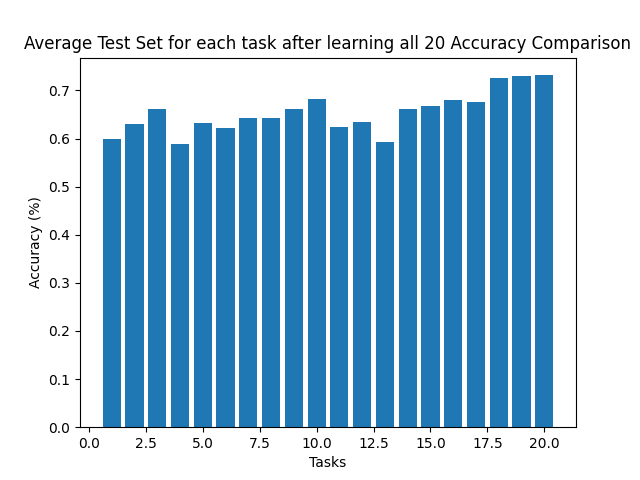 Average Test Set for each task after learning all 20 Accuracy Comparison
0.7
0.6
0.5
0.4
0.3
0.2
0.1
0.0
Accuracy (%)
0.0 2.5 5.0 7.5 10.0 12.5 15.0 17.5 20.0
Tasks